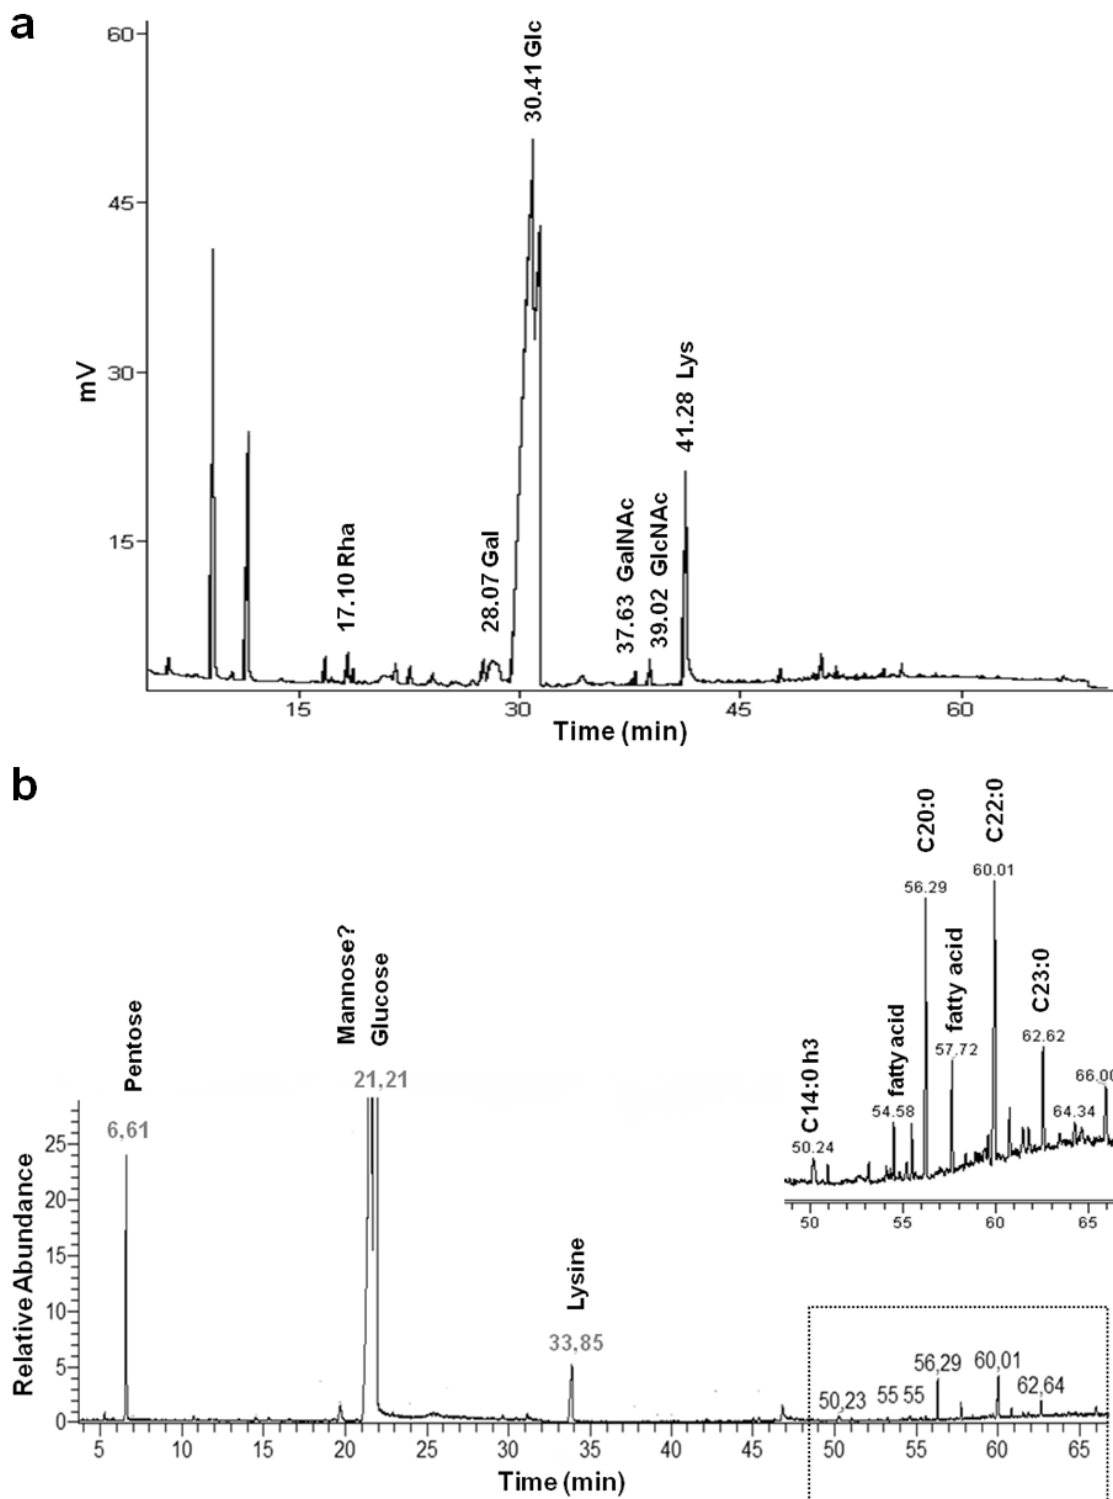 a
60
45
30
15
mV
17.10 Rha
28.07 Gal
30.41 Glc
37.63 GalNAc
39.02 GlcNAc
41.28 Lys
15 30 45 60
Time (min)
b
C14:0 h3
fatty acid
C20:0
fatty acid
C22:0
C23:0
50.24
54.58
56.29
57.72
60.01
62.62
64.34
66.00
50 55 60 65
Pentose
Mannose?
Glucose
Lysine
6,61
21,21
33,85
50,23
55 55
56,29
60,01
62,64
Relative Abundance
25
20
15
10
5
0
5 10 15 20 25 30 35 40 45 50 55 60 65
Time (min)